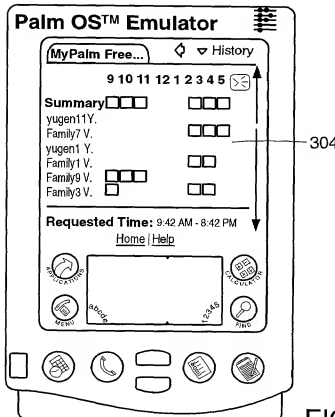 Palm OS™ Emulator
MyPalm Free...
History
9 10 11 12 1 2 3 4 5
Summary
yugen11Y.
Family7 V.
yugen1 Y.
Family1 V.
Family9 V.
Family3 V.
304
Requested Time: 9:42 AM - 8:42 PM
Home | Help
APPLICATIONS
CALCULATOR
MENU
abcde
12345
FIND